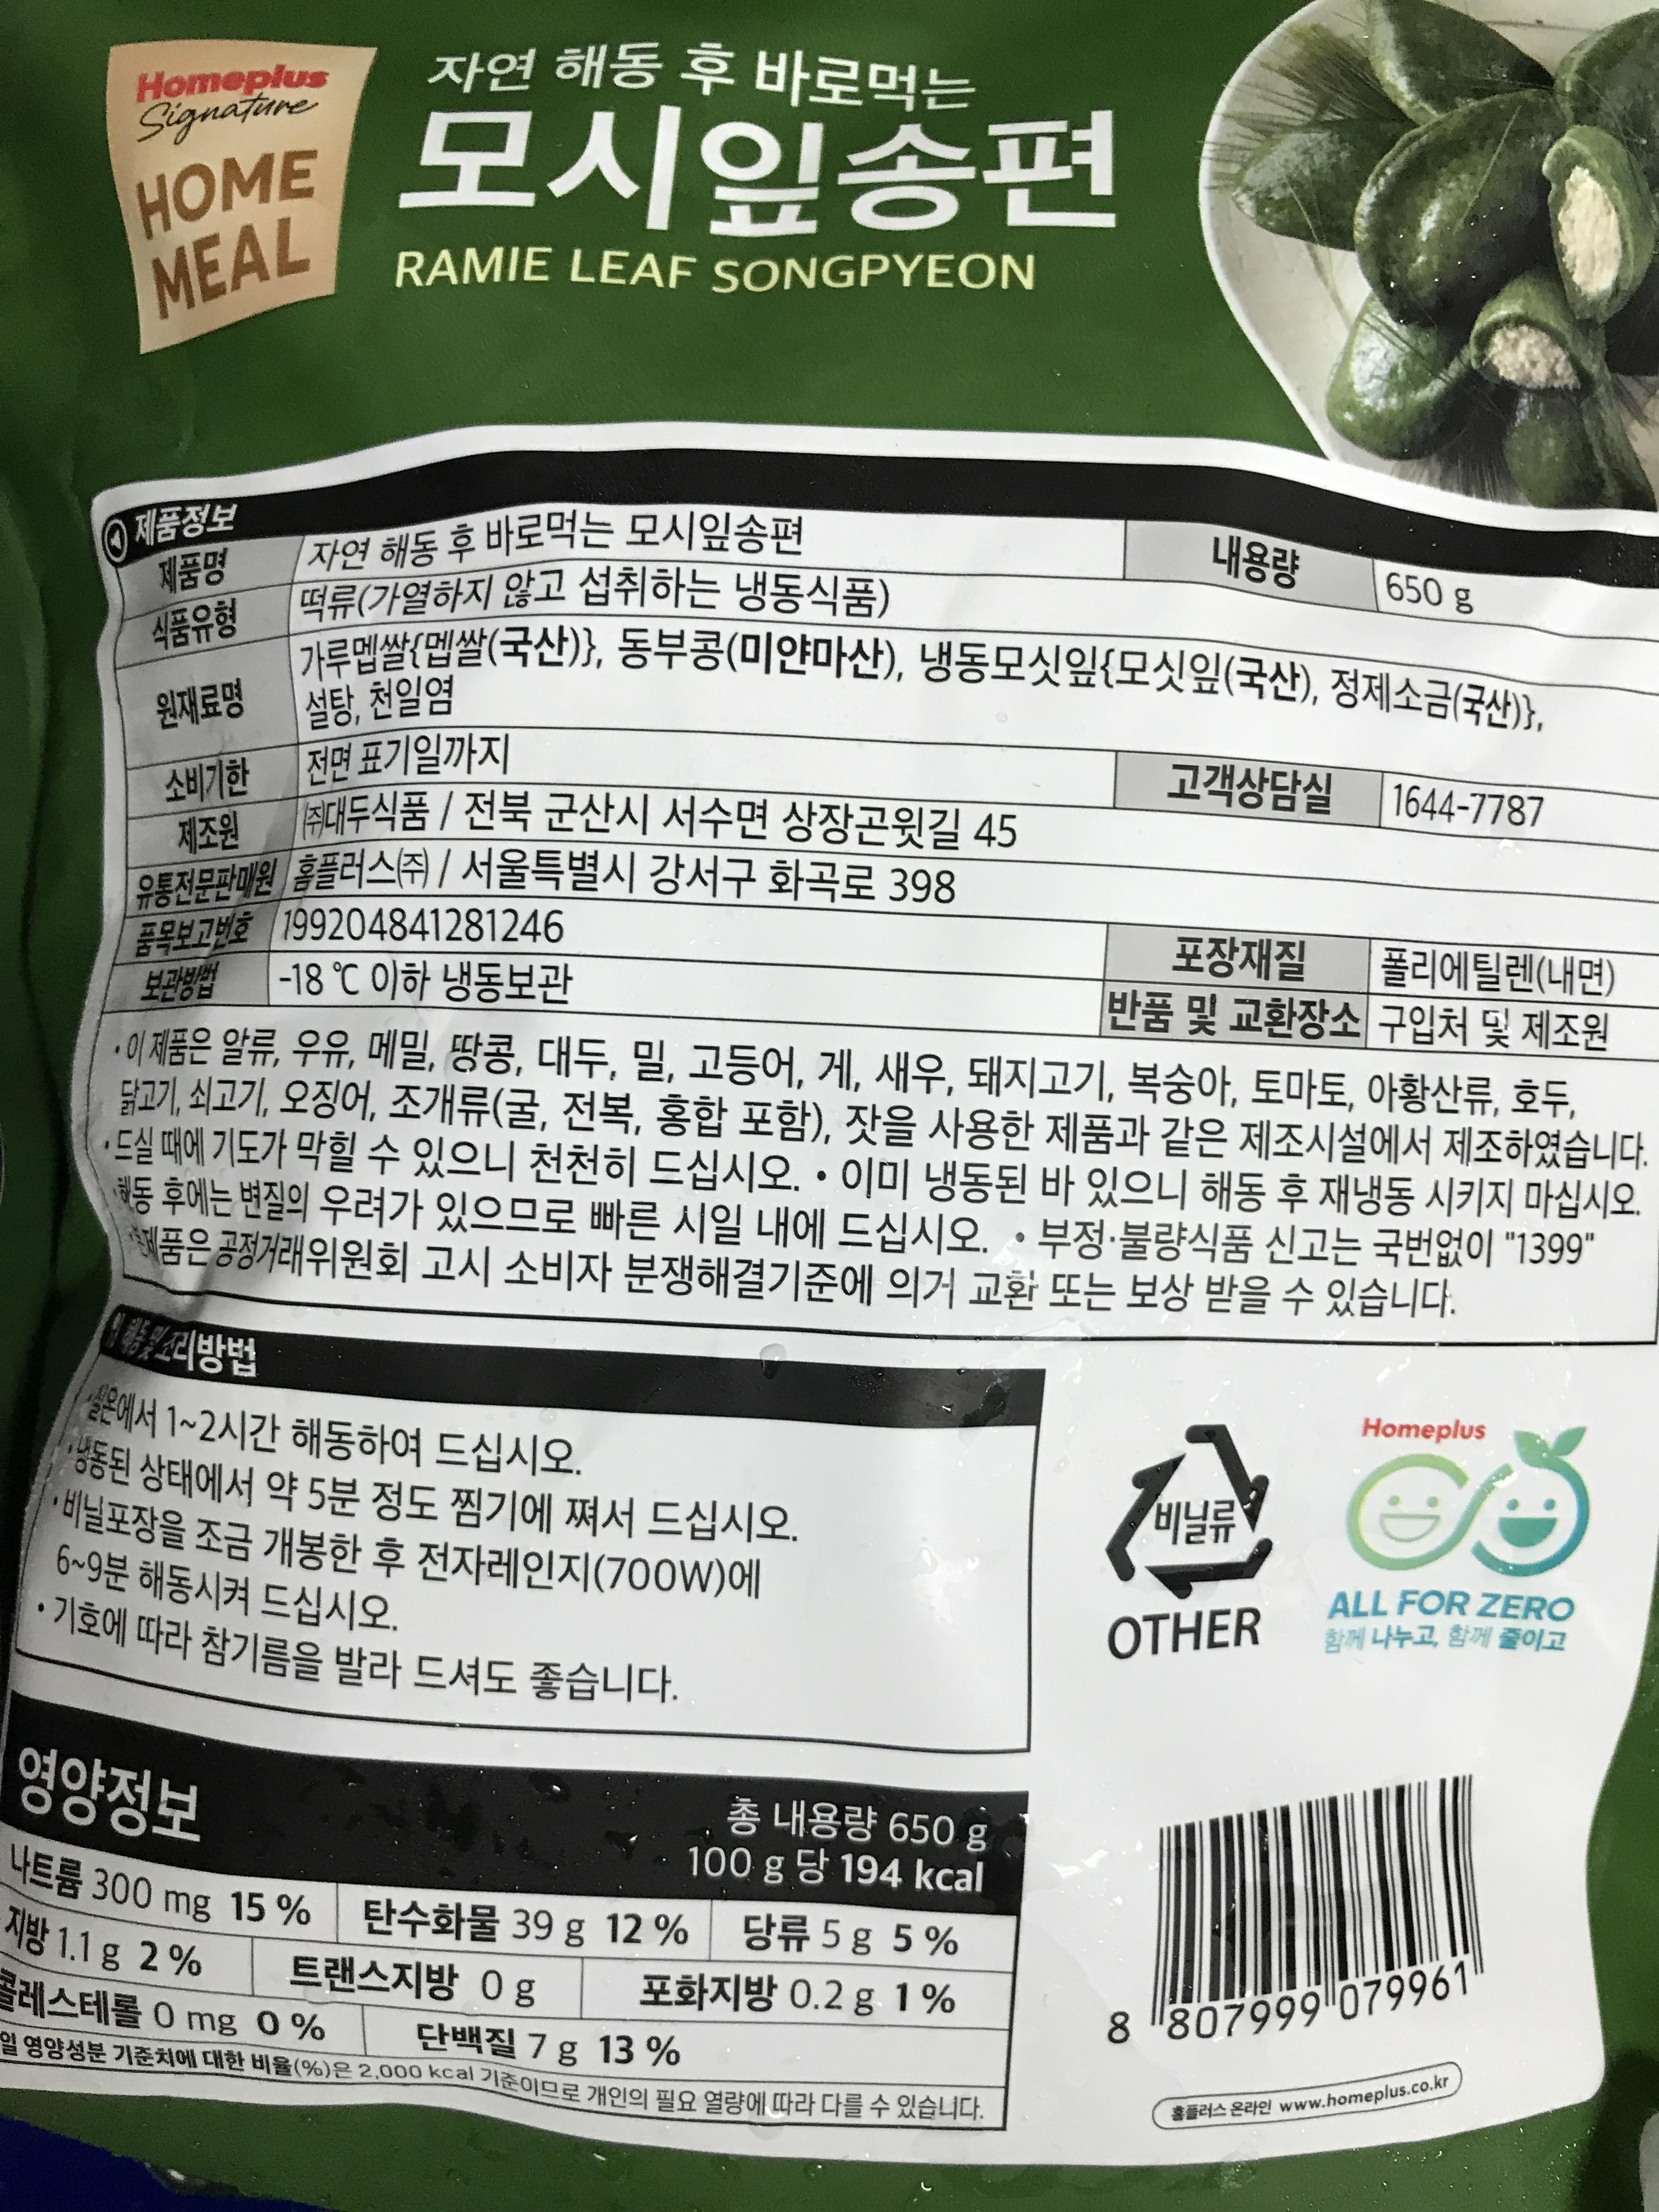 Homeplus
Signature
HOME
MEAL
자연 해동 후 바로먹는
모시잎송편
RAMIE LEAF SONGPYEON
제품정보
제품명 자연 해동 후 바로먹는 모시잎송편 내용량 650 g
식품유형 떡류(가열하지 않고 섭취하는 냉동식품)
원재료명 가루멥쌀{멥쌀(국산)}, 동부콩(미얀마산), 냉동모싯잎{모싯잎(국산), 정제소금(국산)},
설탕, 천일염
소비기한 전면 표기일까지 고객상담실 1644-7787
제조원 ㈜대두식품 / 전북 군산시 서수면 상장곤윗길 45
유통전문판매원 홈플러스㈜ / 서울특별시 강서구 화곡로 398
품목보고번호 199204841281246 포장재질 폴리에틸렌(내면)
보관방법 -18 ℃ 이하 냉동보관 반품 및 교환장소 구입처 및 제조원
• 이 제품은 알류, 우유, 메밀, 땅콩, 대두, 밀, 고등어, 게, 새우, 돼지고기, 복숭아, 토마토, 아황산류, 호두,
닭고기, 쇠고기, 오징어, 조개류(굴, 전복, 홍합 포함), 잣을 사용한 제품과 같은 제조시설에서 제조하였습니다.
• 드실 때에 기도가 막힐 수 있으니 천천히 드십시오. • 이미 냉동된 바 있으니 해동 후 재냉동 시키지 마십시오.
• 해동 후에는 변질의 우려가 있으므로 빠른 시일 내에 드십시오. • 부정·불량식품 신고는 국번없이 "1399"
제품은 공정거래위원회 고시 소비자 분쟁해결기준에 의거 교환 또는 보상 받을 수 있습니다.
해동 및 조리방법
• 실온에서 1~2시간 해동하여 드십시오.
• 냉동된 상태에서 약 5분 정도 찜기에 쪄서 드십시오.
• 비닐포장을 조금 개봉한 후 전자레인지(700W)에
6~9분 해동시켜 드십시오.
• 기호에 따라 참기름을 발라 드셔도 좋습니다.
비닐류
OTHER
Homeplus
ALL FOR ZERO
함께 나누고, 함께 줄이고
영양정보
총 내용량 650 g
100 g 당 194 kcal
나트륨 300 mg 15 % 탄수화물 39 g 12 % 당류 5 g 5 %
지방 1.1 g 2 % 트랜스지방 0 g 포화지방 0.2 g 1 %
콜레스테롤 0 mg 0 % 단백질 7 g 13 %
일 영양성분 기준치에 대한 비율(%)은 2,000 kcal 기준이므로 개인의 필요 열량에 따라 다를 수 있습니다.
8 807999 079961
홈플러스 온라인 www.homeplus.co.kr